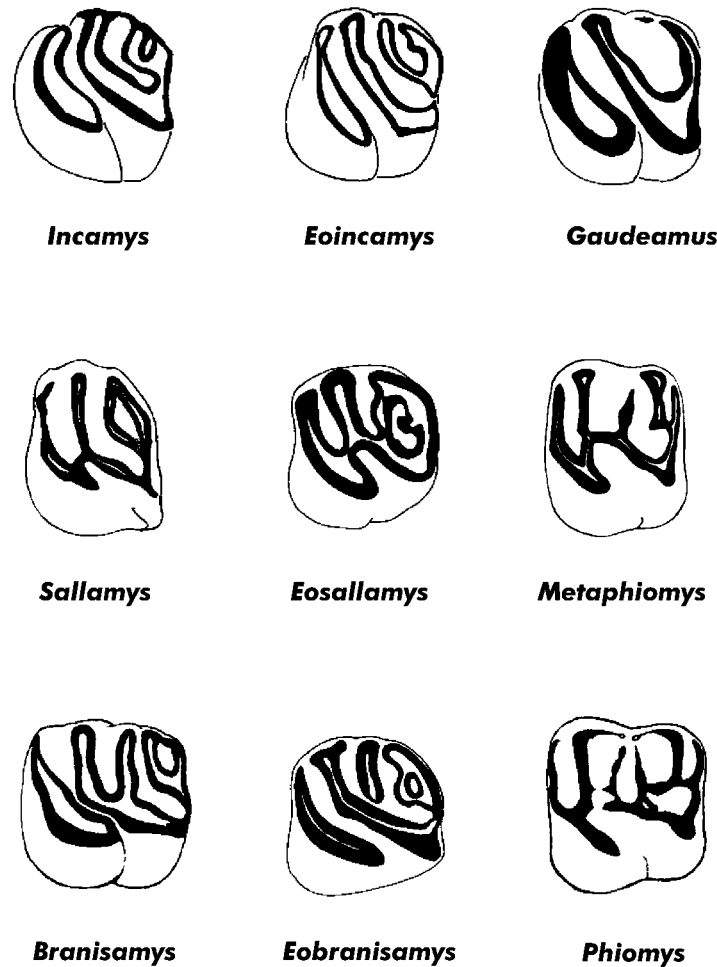 Incamys Eoincamys Gaudeamus
Sallamys Eosallamys Metaphiomys
Branisamys Eobranisamys Phiomys